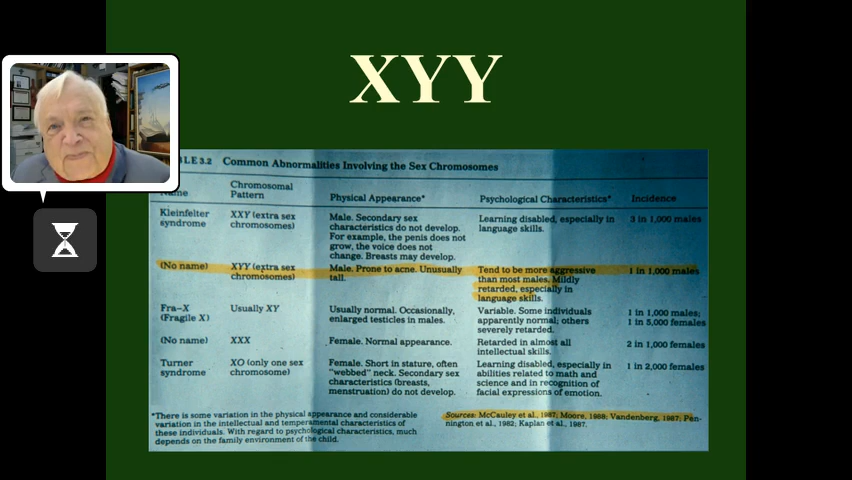 XYY
LE 3.2 Common Abnormalities Involving the Sex Chromosomes
Name Chromosomal Pattern Physical Appearance* Psychological Characteristics* Incidence
Kleinfelter XXY (extra sex Male. Secondary sex Learning disabled, especially in 3 in 1,000 males
syndrome chromosomes) characteristics do not develop. language skills.
For example, the penis does not
grow, the voice does not
change. Breasts may develop.
(No name) XYY (extra sex Male. Prone to acne. Unusually Tend to be more aggressive 1 in 1,000 males
chromosomes) tall. than most males. Mildly
retarded, especially in
language skills.
Fra-X Usually XY Usually normal. Occasionally, Variable. Some individuals 1 in 1,000 males;
(Fragile X) enlarged testicles in males. apparently normal; others 1 in 5,000 females
severely retarded.
(No name) XXX Female. Normal appearance. Retarded in almost all 2 in 1,000 females
intellectual skills.
Turner XO (only one sex Female. Short in stature, often Learning disabled, especially in 1 in 2,000 females
syndrome chromosome) "webbed" neck. Secondary sex abilities related to math and
characteristics (breasts, science and in recognition of
menstruation) do not develop. facial expressions of emotion.
*There is some variation in the physical appearance and considerable
variation in the intellectual and temperamental characteristics of
these individuals. With regard to psychological characteristics, much
depends on the family environment of the child.
Sources: McCauley et al., 1987; Moore, 1988; Vandenberg, 1987; Pen-
nington et al., 1982; Kaplan et al., 1987.